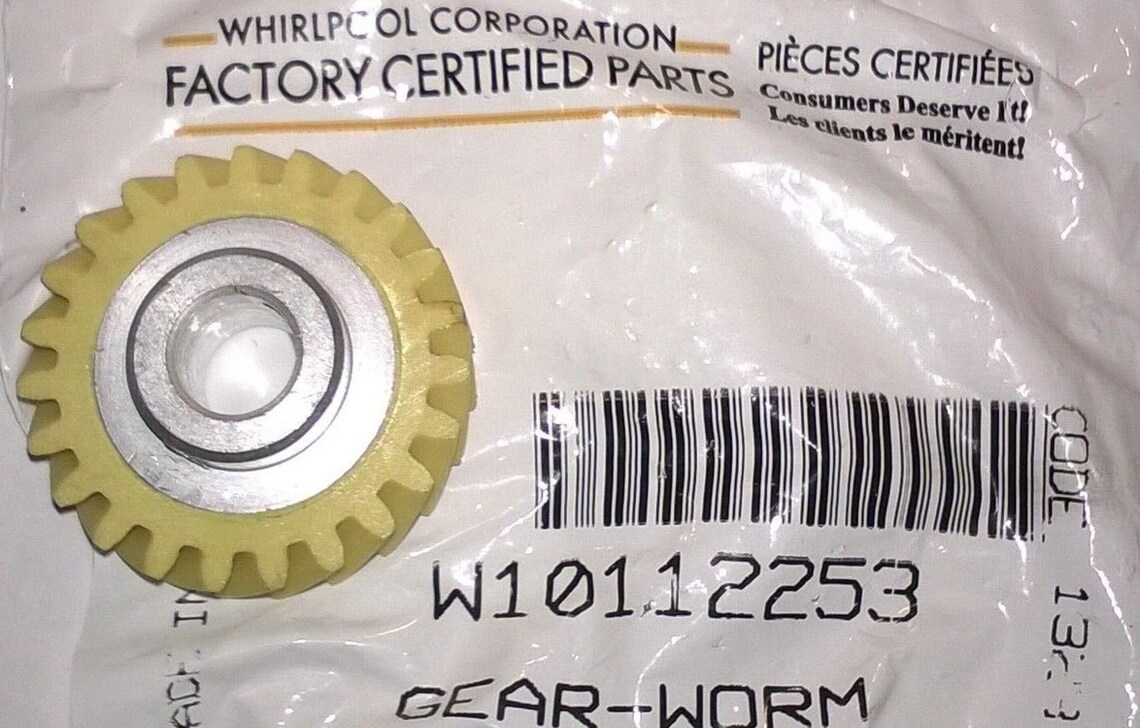 WHIRLPOOL CORPORATION
FACTORY CERTIFIED PARTS
PIÈCES CERTIFIÉES
Consumers Deserve It!
Les clients le méritent!
W10112253
GEAR-WORM
CODE